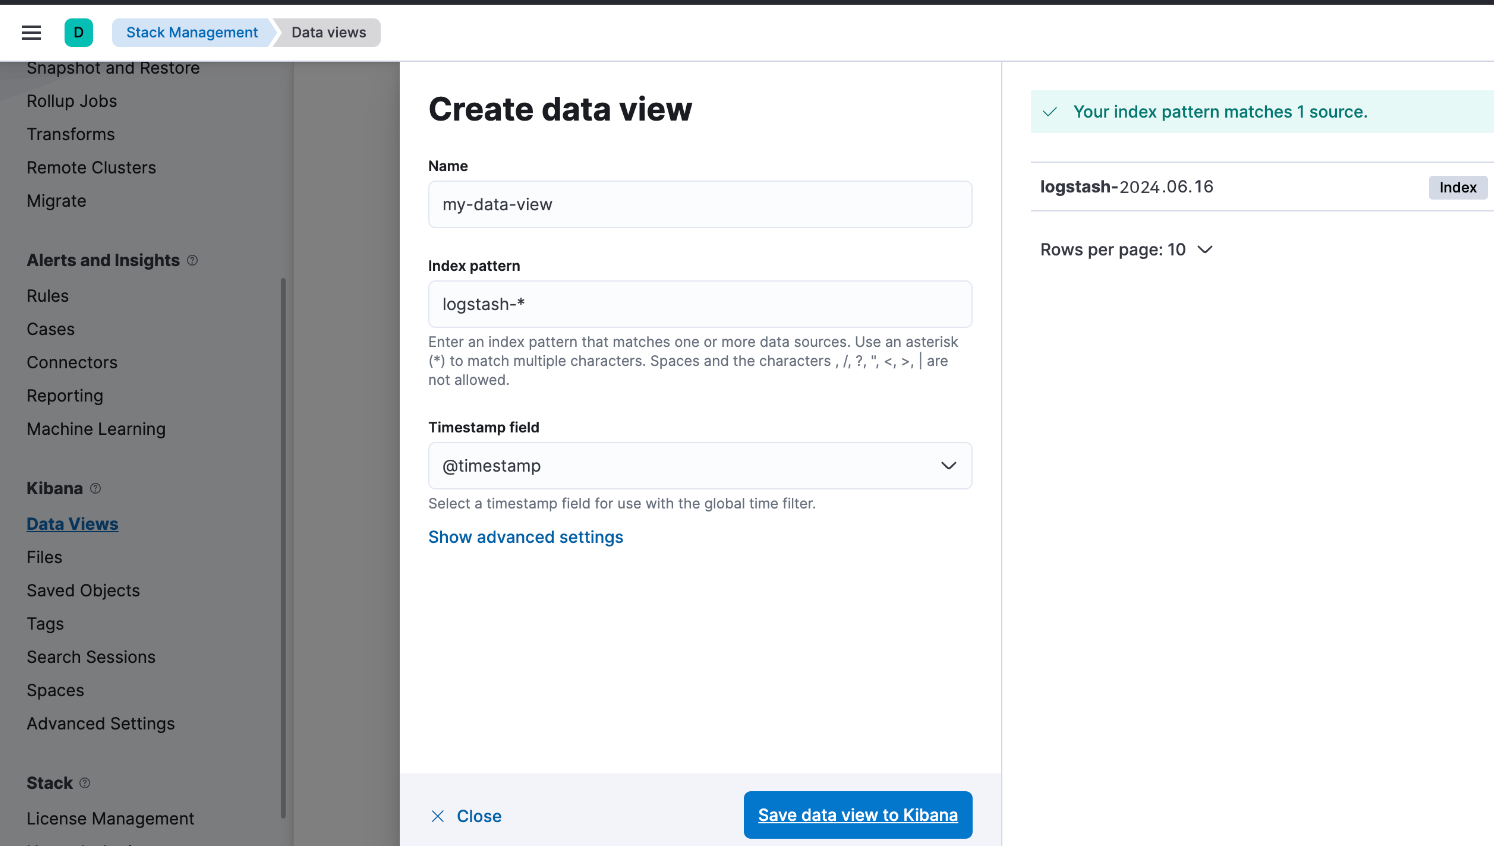 D
Stack Management
Data views
Snapshot and Restore
Rollup Jobs
Transforms
Remote Clusters
Migrate
Alerts and Insights
Rules
Cases
Connectors
Reporting
Machine Learning
Kibana
Data Views
Files
Saved Objects
Tags
Search Sessions
Spaces
Advanced Settings
Stack
License Management
Create data view
Name
my-data-view
Index pattern
logstash-*
Enter an index pattern that matches one or more data sources. Use an asterisk
(*) to match multiple characters. Spaces and the characters , /, ?, ", <, >, | are
not allowed.
Timestamp field
@timestamp
Select a timestamp field for use with the global time filter.
Show advanced settings
Close
Save data view to Kibana
Your index pattern matches 1 source.
logstash-2024.06.16
Index
Rows per page: 10